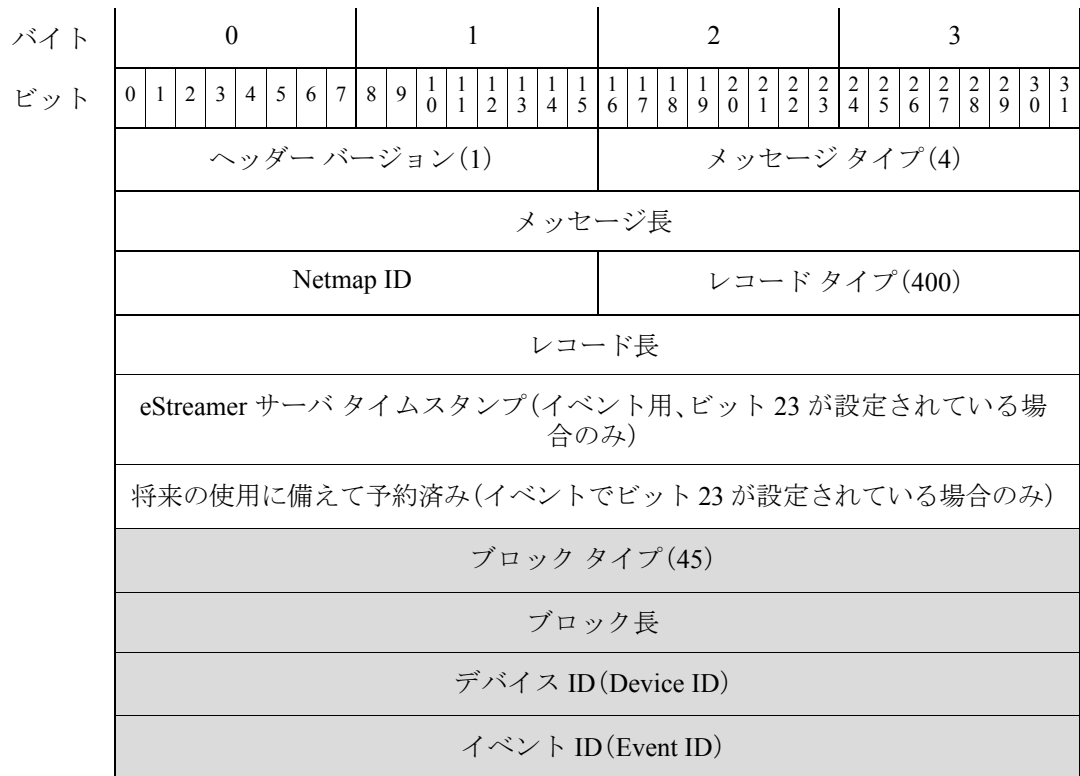 バイト 0 1 2 3
ビット 0 1 2 3 4 5 6 7 8 9 10 11 12 13 14 15 16 17 18 19 20 21 22 23 24 25 26 27 28 29 30 31
ヘッダー バージョン(1) メッセージ タイプ(4)
メッセージ長
Netmap ID レコード タイプ(400)
レコード長
eStreamer サーバ タイムスタンプ(イベント用、ビット 23 が設定されている場
合のみ)
将来の使用に備えて予約済み(イベントでビット 23 が設定されている場合のみ)
ブロック タイプ(45)
ブロック長
デバイス ID(Device ID)
イベント ID(Event ID)